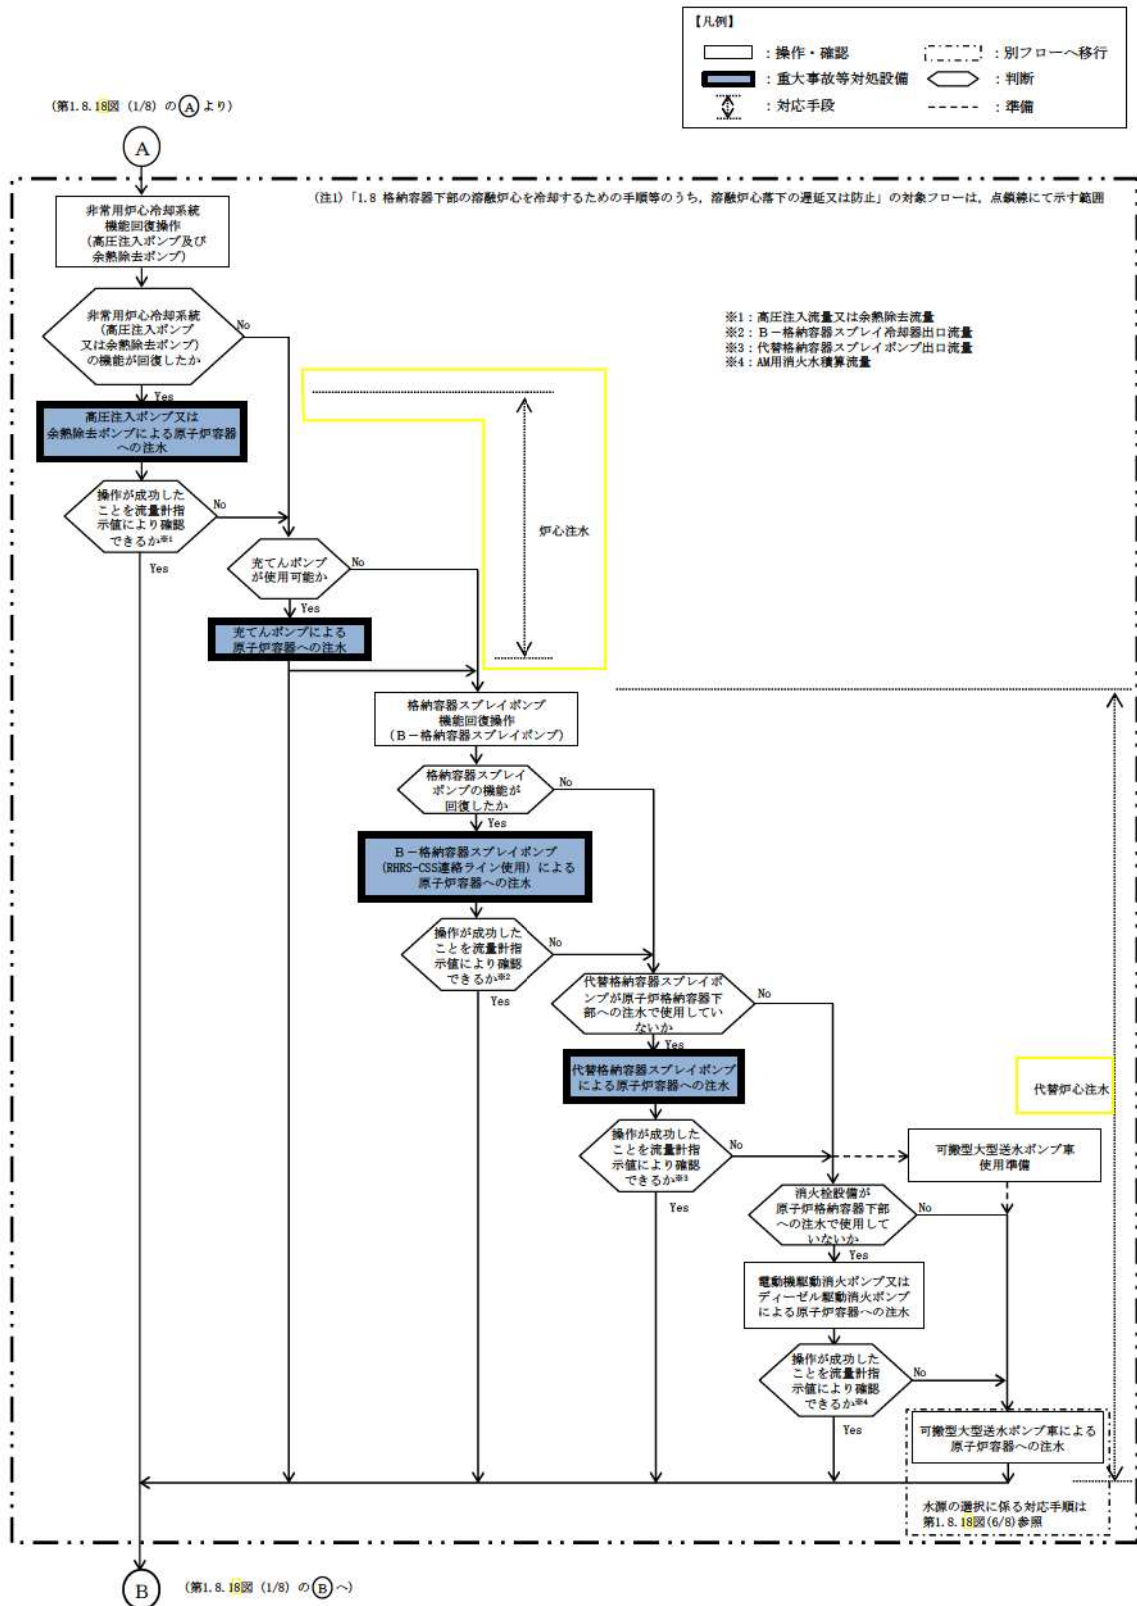 【凡例】
：操作・確認
：別フローへ移行
：重大事故等対処設備
：判断
：対応手段
：準備
（第1.8.18図（1/8）の Ⓐ より）
A
（注1）「1.8 格納容器下部の溶融炉心を冷却するための手順等のうち，溶融炉心落下の遅延又は防止」の対象フローは，点鎖線にて示す範囲
非常用炉心冷却系統
機能回復操作
（高圧注入ポンプ及び
余熱除去ポンプ）
※1：高圧注入流量又は余熱除去流量
※2：B－格納容器スプレイ冷却器出口流量
※3：代替格納容器スプレイポンプ出口流量
※4：AM用消火水積算流量
非常用炉心冷却系統
（高圧注入ポンプ
又は余熱除去ポンプ）
の機能が回復したか
No
Yes
高圧注入ポンプ又は
余熱除去ポンプによる原子炉容器
への注水
操作が成功した
ことを流量計指
示値により確認
できるか※1
No
Yes
炉心注水
充てんポンプ
が使用可能か
No
Yes
充てんポンプによる
原子炉容器への注水
格納容器スプレイポンプ
機能回復操作
（B－格納容器スプレイポンプ）
格納容器スプレイ
ポンプの機能が
回復したか
No
Yes
B－格納容器スプレイポンプ
（RHRS-CSS連絡ライン使用）による
原子炉容器への注水
操作が成功した
ことを流量計指
示値により確認
できるか※2
No
Yes
代替格納容器スプレイポ
ンプが原子炉格納容器下
部への注水で使用してい
ないか
No
Yes
代替格納容器スプレイポンプ
による原子炉容器への注水
代替炉心注水
操作が成功した
ことを流量計指
示値により確認
できるか※3
No
Yes
可搬型大型送水ポンプ車
使用準備
消火栓設備が
原子炉格納容器下部
への注水で使用して
いないか
No
Yes
電動機駆動消火ポンプ又は
ディーゼル駆動消火ポンプ
による原子炉容器への注水
操作が成功した
ことを流量計指
示値により確認
できるか※4
No
Yes
可搬型大型送水ポンプ車による
原子炉容器への注水
水源の選択に係る対応手順は
第1.8.18図(6/8)参照
B
（第1.8.18図（1/8）の Ⓑ へ）